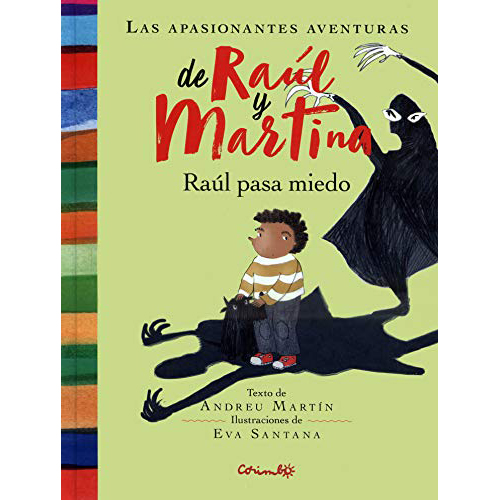 LAS APASIONANTES AVENTURAS
de Raúl
y
Martina
Raúl pasa miedo
Texto de
ANDREU MARTÍN
Ilustraciones de
EVA SANTANA
Corimbo